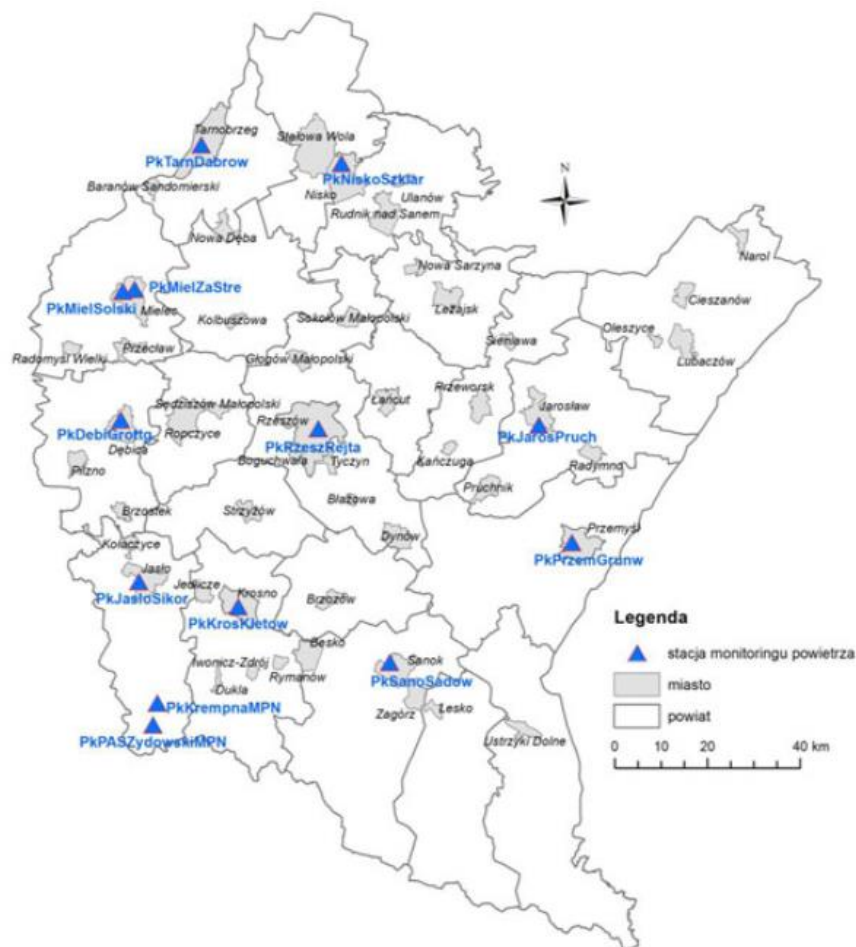 Tarnobrzeg
PkTarnDabrow
Stalowa Wola
PkNiskoSzklar
Baranów Sandomierski
Nisko
Ulanów
Rudnik nad Sanem
N
Nowa Dęba
Narol
Nowa Sarzyna
PkMielZaStre
PkMielSolski
Mielec
Leżajsk
Cieszanów
Kolbuszowa
Sokołów Małopolski
Oleszyce
Sieniawa
Lubaczów
Radomyśl Wielki
Przecław
Głogów Małopolski
Przeworsk
Łańcut
Jarosław
Sędziszów Małopolski
Rzeszów
PkDebiGrottg
Ropczyce
PkRzeszRejta
PkJarosPruch
Dębica
Boguchwała
Tyczyn
Kańczuga
Radymno
Pilzno
Pruchnik
Błażowa
Brzostek
Strzyżów
Przemyśl
Dynów
Kołaczyce
PkPrzemGrunw
Jasło
Jedlicze
Krosno
PkJasloSikor
Brzozów
PkKrosKletow
Legenda
Besko
stacja monitoringu powietrza
Iwonicz-Zdrój
Sanok
Rymanów
PkSanoSadow
miasto
Dukla
PkKrempnaMPN
Zagórz
Lesko
powiat
PkPASZydowskiMPN
Ustrzyki Dolne
0 10 20 40 km